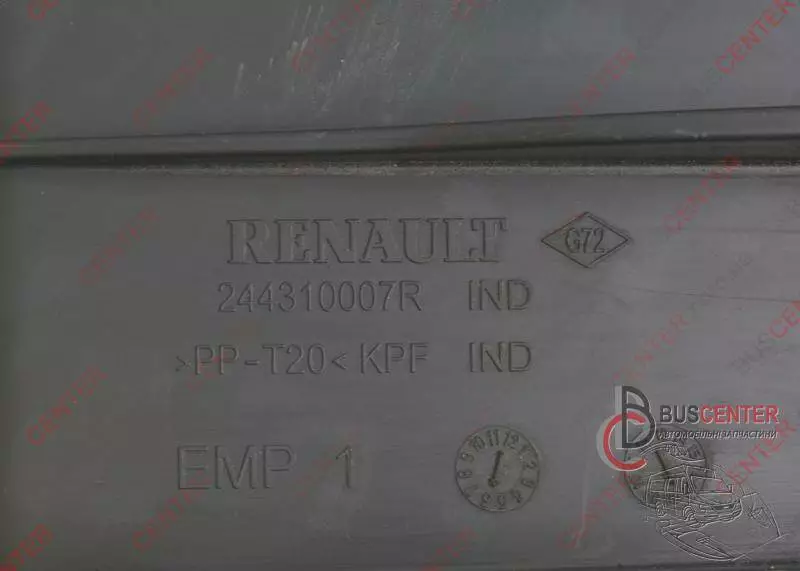 RENAULT G72
244310007R IND
>PP-T20< KPF IND
EMP 1
BUSCENTER
АВТОМОБІЛЬНІ ЗАПЧАСТИНИ